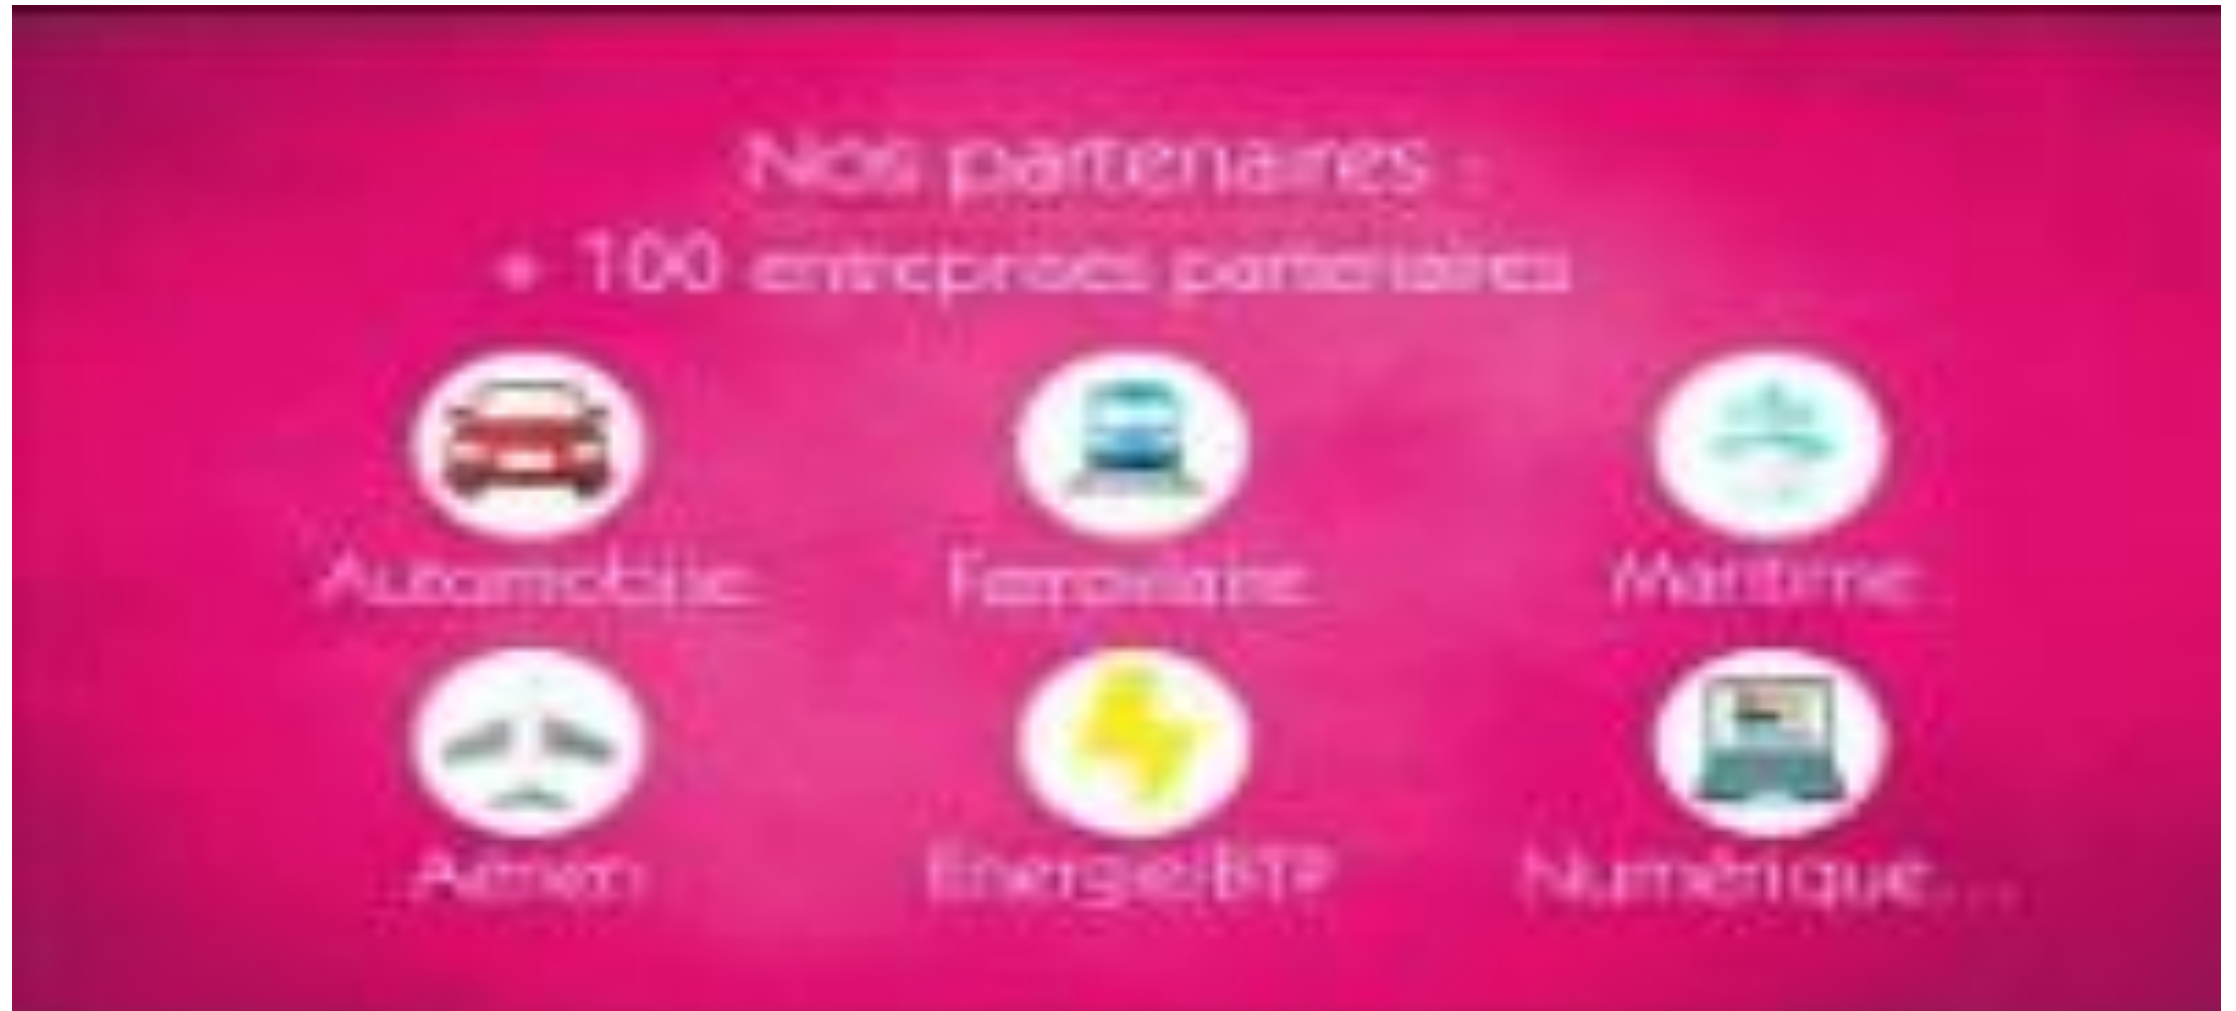 Nos partenaires :
+ 100 entreprises partenaires
Automobile
Ferroviaire
Maritime
Aérien
Energie/BTP
Numérique...